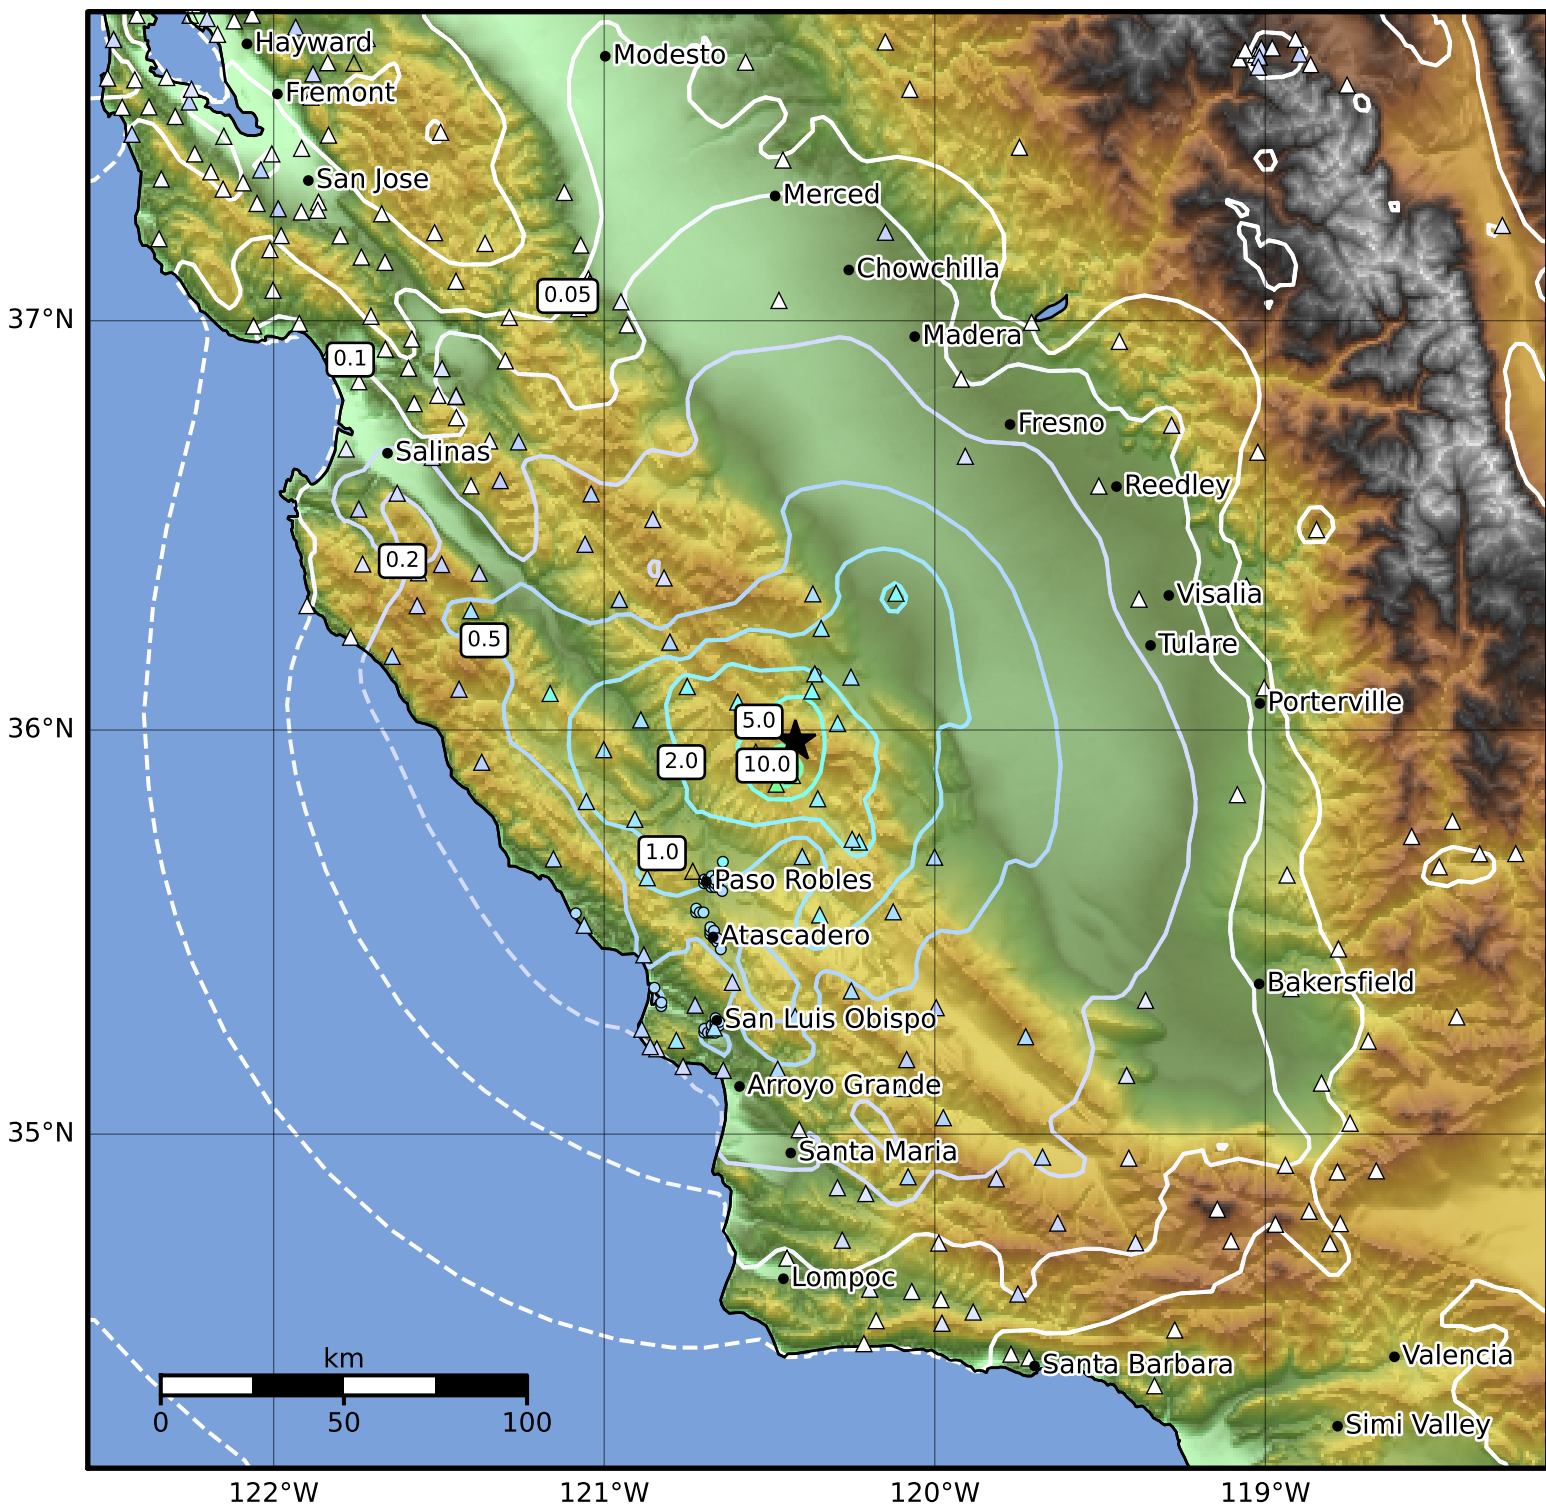 Hayward
Modesto
Fremont
San Jose
Merced
Chowchilla
0.05
37°N
Madera
0.1
Fresno
Salinas
Reedley
0.2
Visalia
0.5
Tulare
Porterville
5.0
36°N
2.0
10.0
1.0
Paso Robles
Atascadero
Bakersfield
San Luis Obispo
Arroyo Grande
35°N
Santa Maria
Lompoc
km
Valencia
Santa Barbara
0 50 100
Simi Valley
122°W 121°W 120°W 119°W